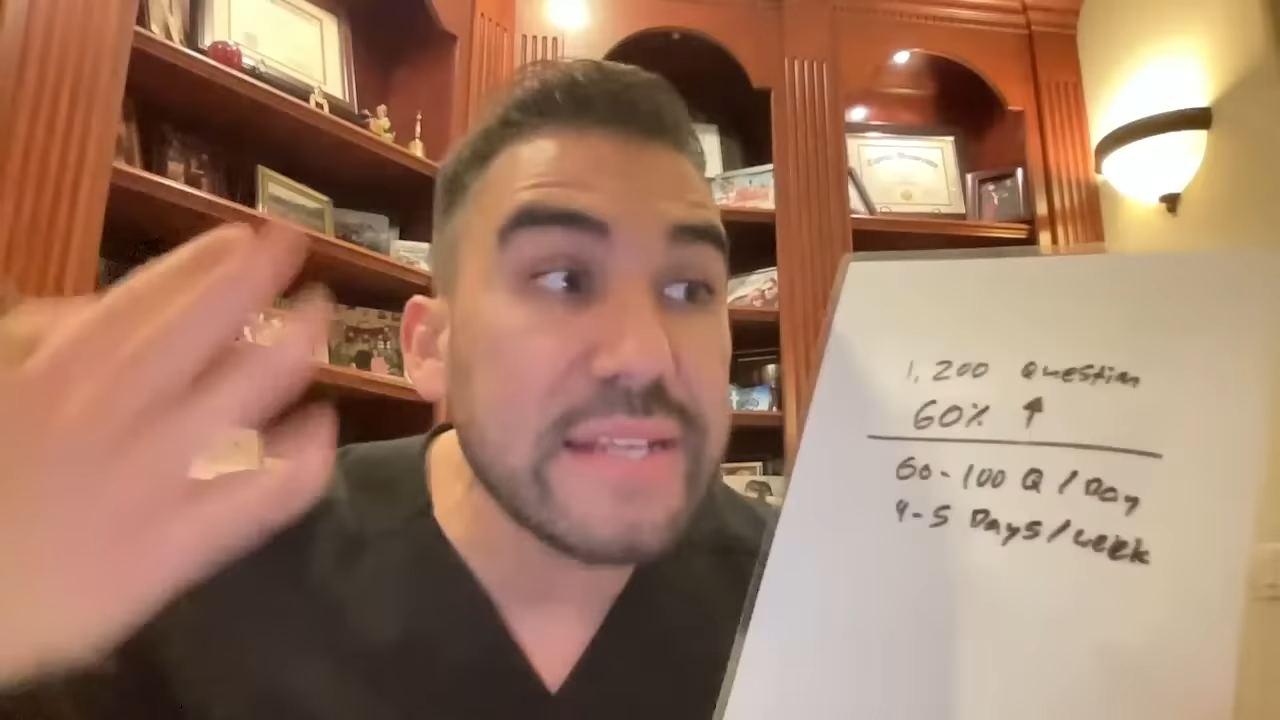 1,200 Question
60% ↑
60-100 Q / Day
4-5 Days/week